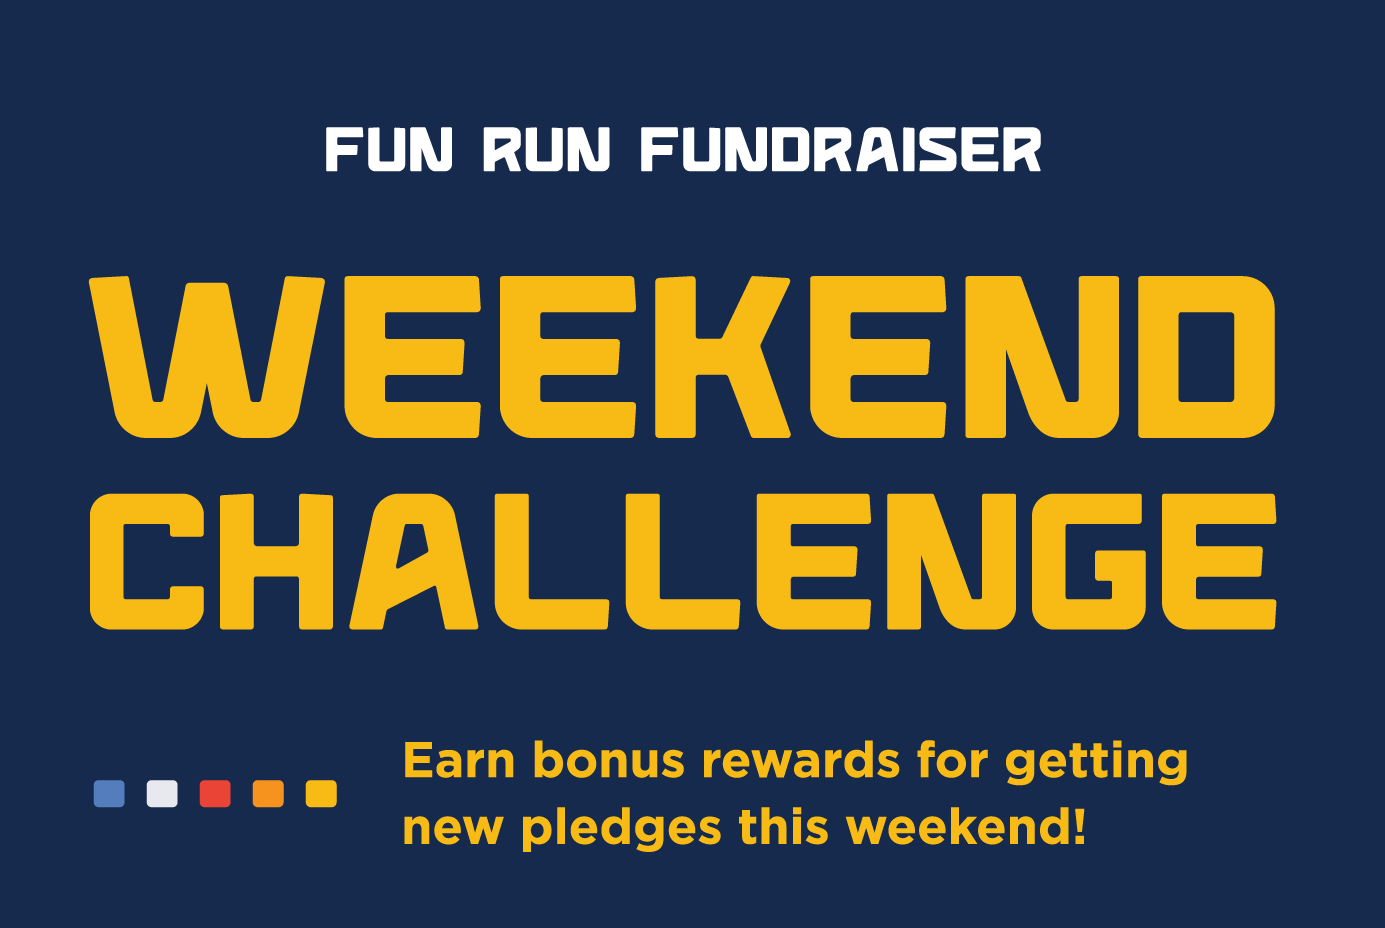 FUN RUN FUNDRAISER
WEEKEND
CHALLENGE
Earn bonus rewards for getting
new pledges this weekend!